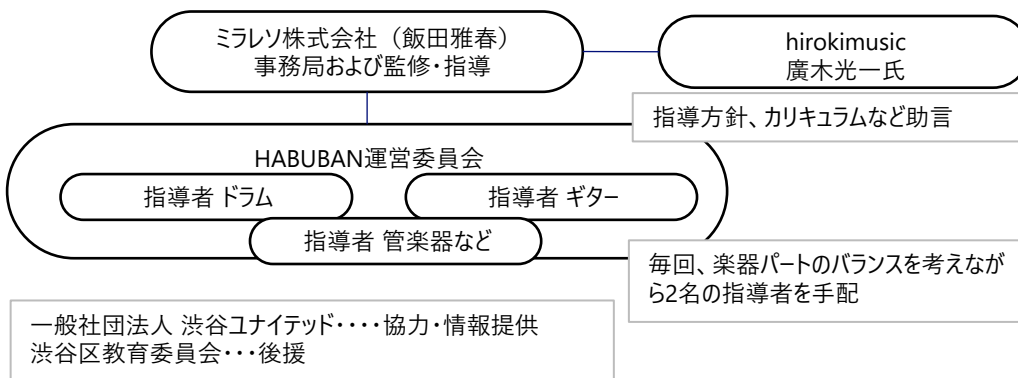 ミラレソ株式会社（飯田雅春）
事務局および監修・指導
hirokimusic
廣木光一氏
指導方針、カリキュラムなど助言
HABUBAN運営委員会
指導者 ドラム
指導者 ギター
指導者 管楽器など
毎回、楽器パートのバランスを考えなが
ら2名の指導者を手配
一般社団法人 渋谷ユナイテッド・・・・協力・情報提供
渋谷区教育委員会・・・後援